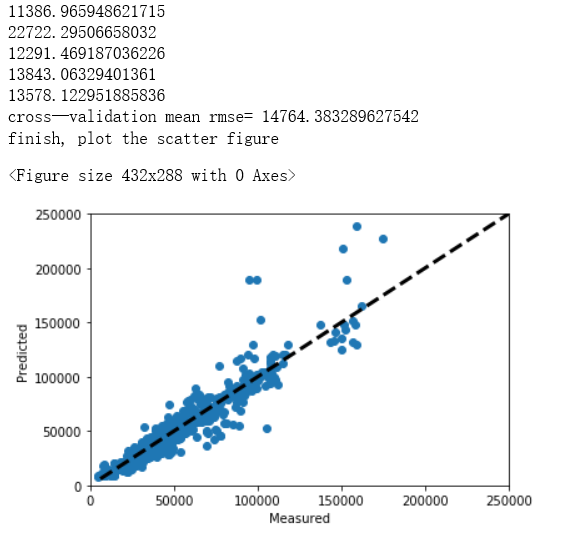 11386.965948621715
22722.29506658032
12291.469187036226
13843.06329401361
13578.122951885836
cross—validation mean rmse= 14764.383289627542
finish, plot the scatter figure
<Figure size 432x288 with 0 Axes>
250000
200000
150000
100000
50000
0
Predicted
0 50000 100000 150000 200000 250000
Measured